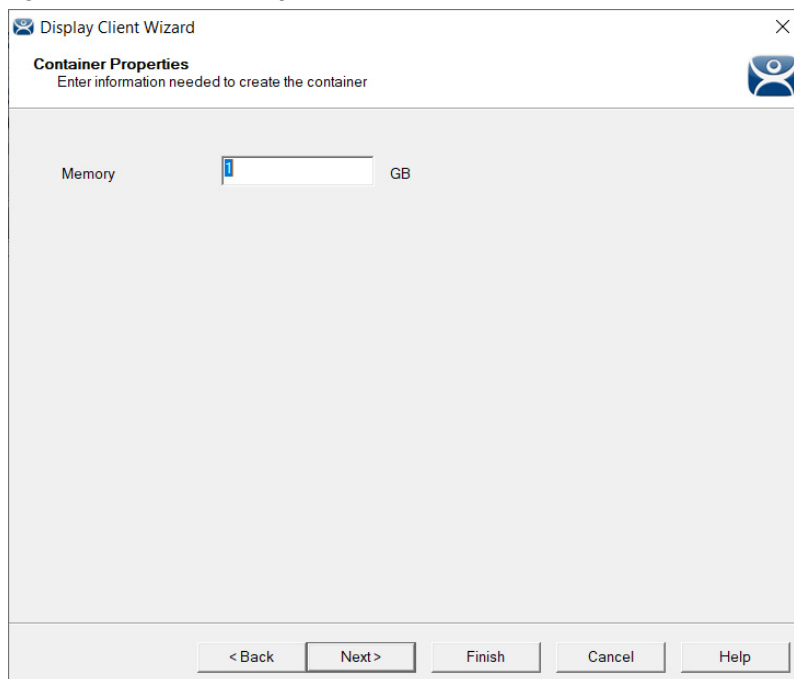 Display Client Wizard
Container Properties
Enter information needed to create the container
Memory 1 GB
< Back Next > Finish Cancel Help